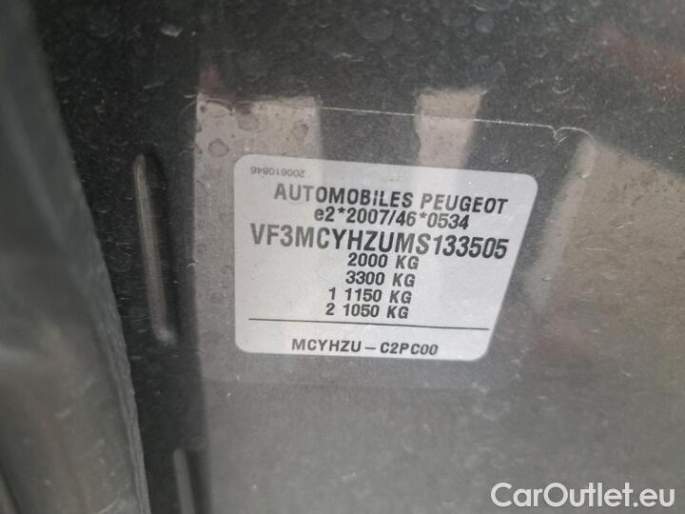 200610846
AUTOMOBILES PEUGEOT
e2*2007/46*0534
VF3MCYHZUMS133505
2000 KG
3300 KG
1 1150 KG
2 1050 KG
MCYHZU-C2PC00
CarOutlet.eu